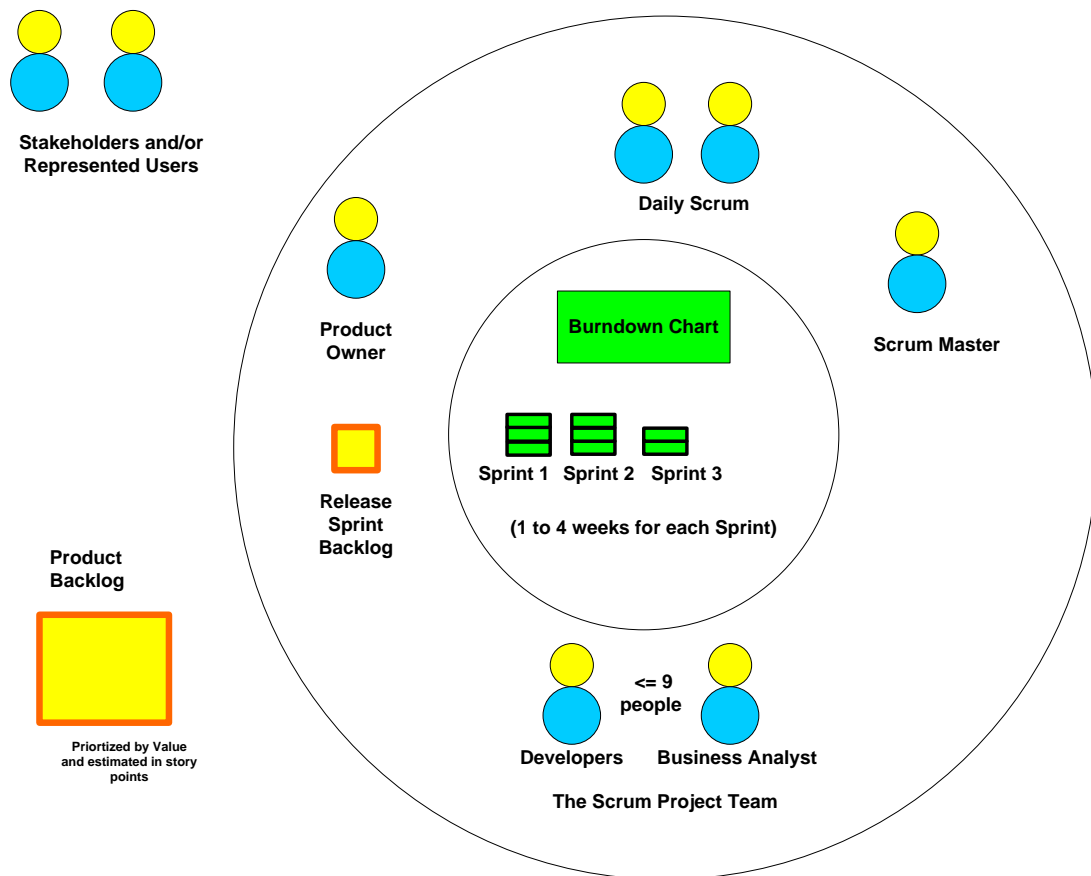 Stakeholders and/or
Represented Users
Daily Scrum
Product
Owner
Burndown Chart
Scrum Master
Sprint 1
Sprint 2
Sprint 3
Release
Sprint
Backlog
(1 to 4 weeks for each Sprint)
Product
Backlog
Priortized by Value
and estimated in story
points
<= 9
people
Developers
Business Analyst
The Scrum Project Team